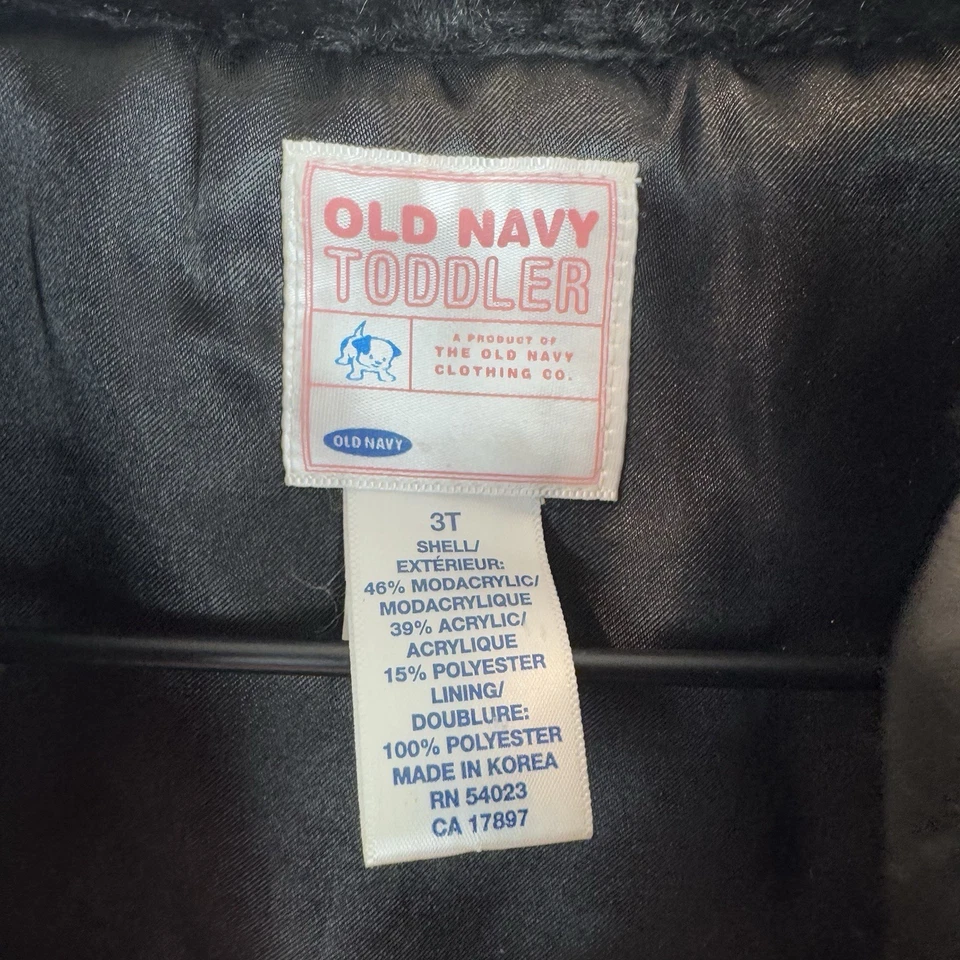 OLD NAVY
TODDLER
A PRODUCT OF
THE OLD NAVY
CLOTHING CO.
OLD NAVY
3T
SHELL/
EXTÉRIEUR:
46% MODACRYLIC/
MODACRYLIQUE
39% ACRYLIC/
ACRYLIQUE
15% POLYESTER
LINING/
DOUBLURE:
100% POLYESTER
MADE IN KOREA
RN 54023
CA 17897